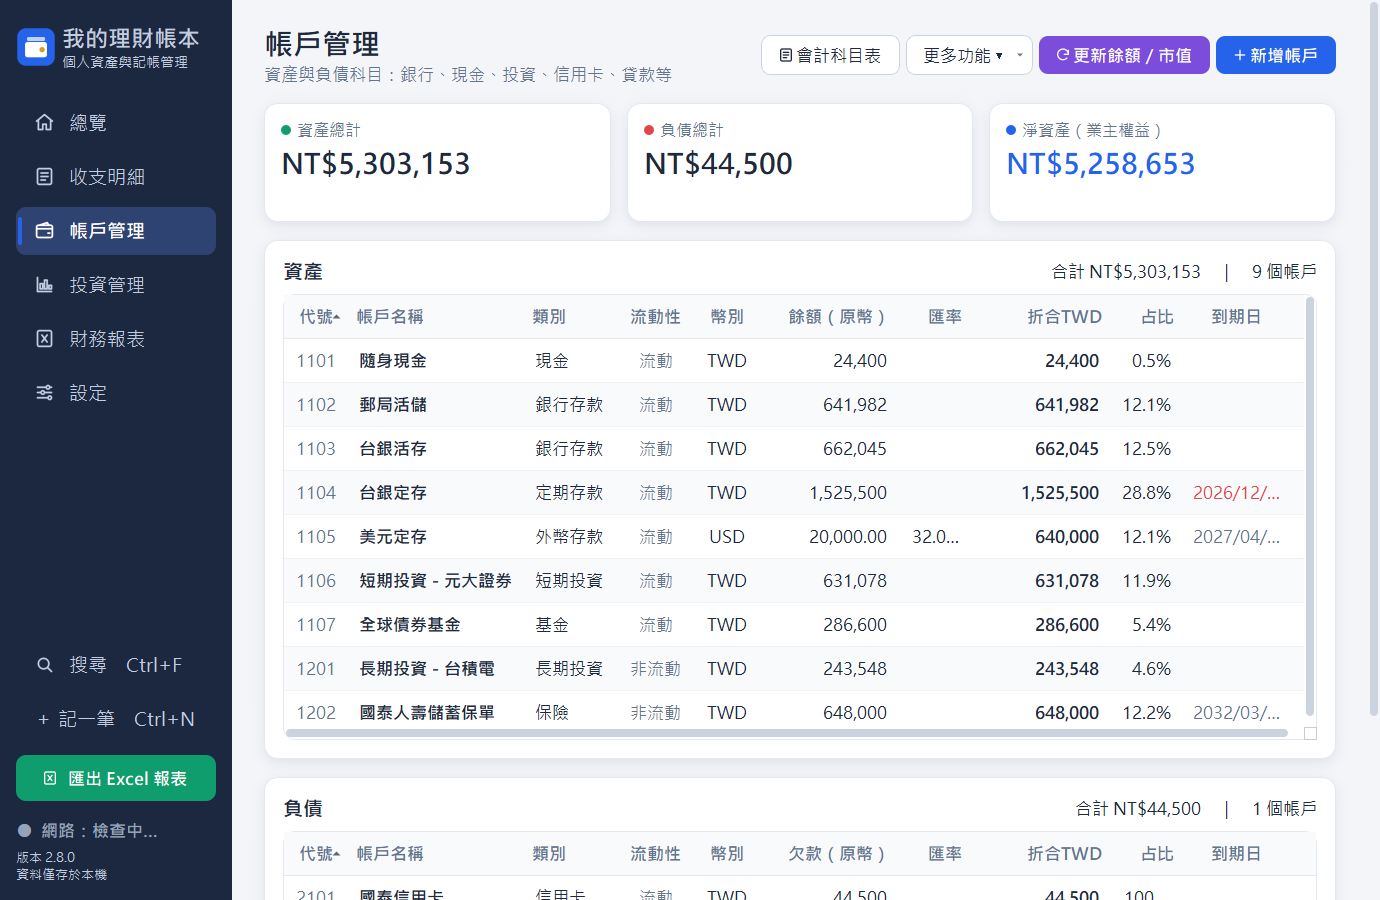 我的理財帳本
個人資產與記帳管理
總覽
收支明細
帳戶管理
投資管理
財務報表
設定
搜尋 Ctrl+F
+ 記一筆 Ctrl+N
匯出 Excel 報表
網路：檢查中...
版本 2.8.0
資料僅存於本機
帳戶管理
資產與負債科目：銀行、現金、投資、信用卡、貸款等
會計科目表
更多功能 ▾
更新餘額 / 市值
+ 新增帳戶
資產總計
NT$5,303,153
負債總計
NT$44,500
淨資產（業主權益）
NT$5,258,653
資產
合計 NT$5,303,153 | 9 個帳戶
代號 帳戶名稱 類別 流動性 幣別 餘額（原幣） 匯率 折合TWD 占比 到期日
1101 隨身現金 現金 流動 TWD 24,400 24,400 0.5%
1102 郵局活儲 銀行存款 流動 TWD 641,982 641,982 12.1%
1103 台銀活存 銀行存款 流動 TWD 662,045 662,045 12.5%
1104 台銀定存 定期存款 流動 TWD 1,525,500 1,525,500 28.8% 2026/12/...
1105 美元定存 外幣存款 流動 USD 20,000.00 32.0... 640,000 12.1% 2027/04/...
1106 短期投資 - 元大證券 短期投資 流動 TWD 631,078 631,078 11.9%
1107 全球債券基金 基金 流動 TWD 286,600 286,600 5.4%
1201 長期投資 - 台積電 長期投資 非流動 TWD 243,548 243,548 4.6%
1202 國泰人壽儲蓄保單 保險 非流動 TWD 648,000 648,000 12.2% 2032/03/...
負債
合計 NT$44,500 | 1 個帳戶
代號 帳戶名稱 類別 流動性 幣別 欠款（原幣） 匯率 折合TWD 占比 到期日
2101 國泰信用卡 信用卡 流動 TWD 44,500 44,500 100...